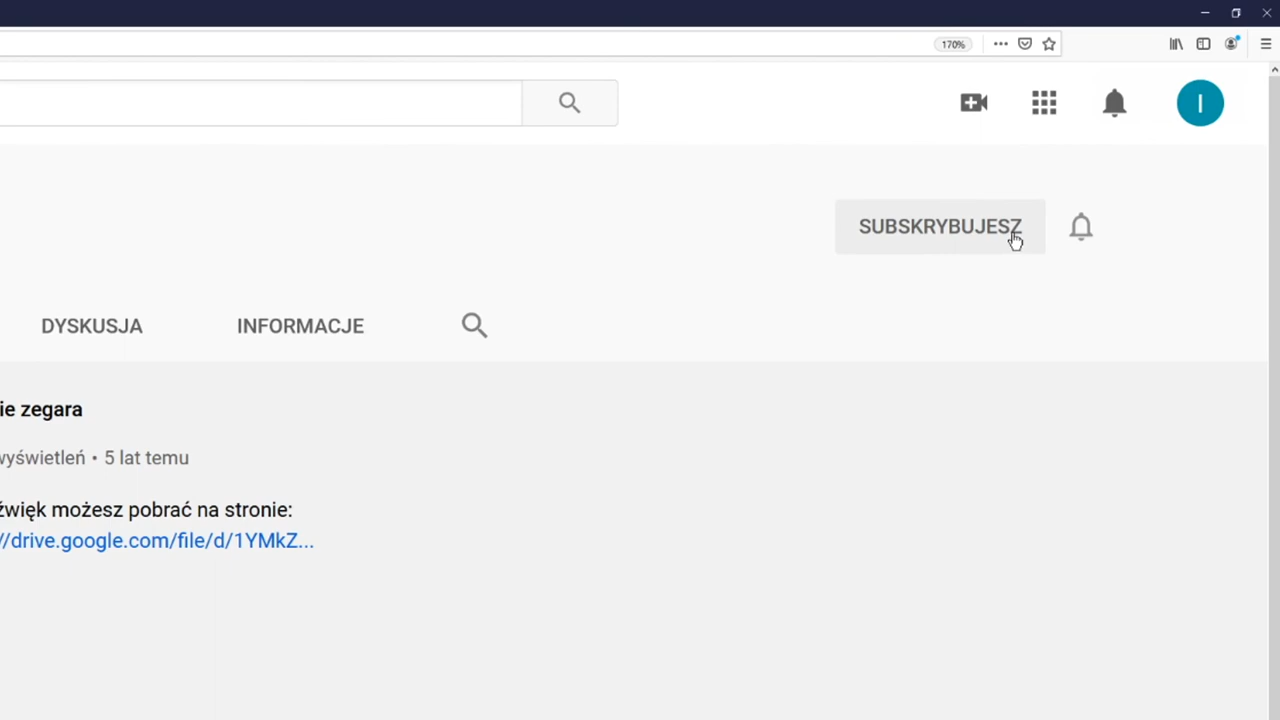 170%
I
SUBSKRYBUJESZ
DYSKUSJA INFORMACJE
ie zegara
wyświetleń • 5 lat temu
źwięk możesz pobrać na stronie:
//drive.google.com/file/d/1YMkZ...